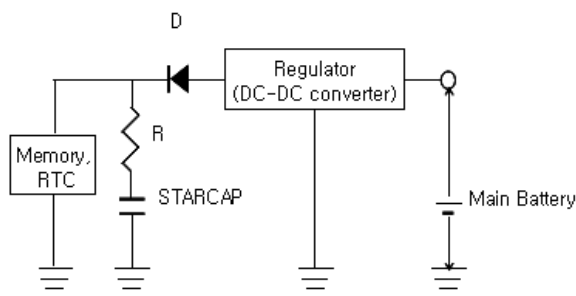 D
Regulator
(DC-DC converter)
R
Memory,
RTC
STARCAP
Main Battery